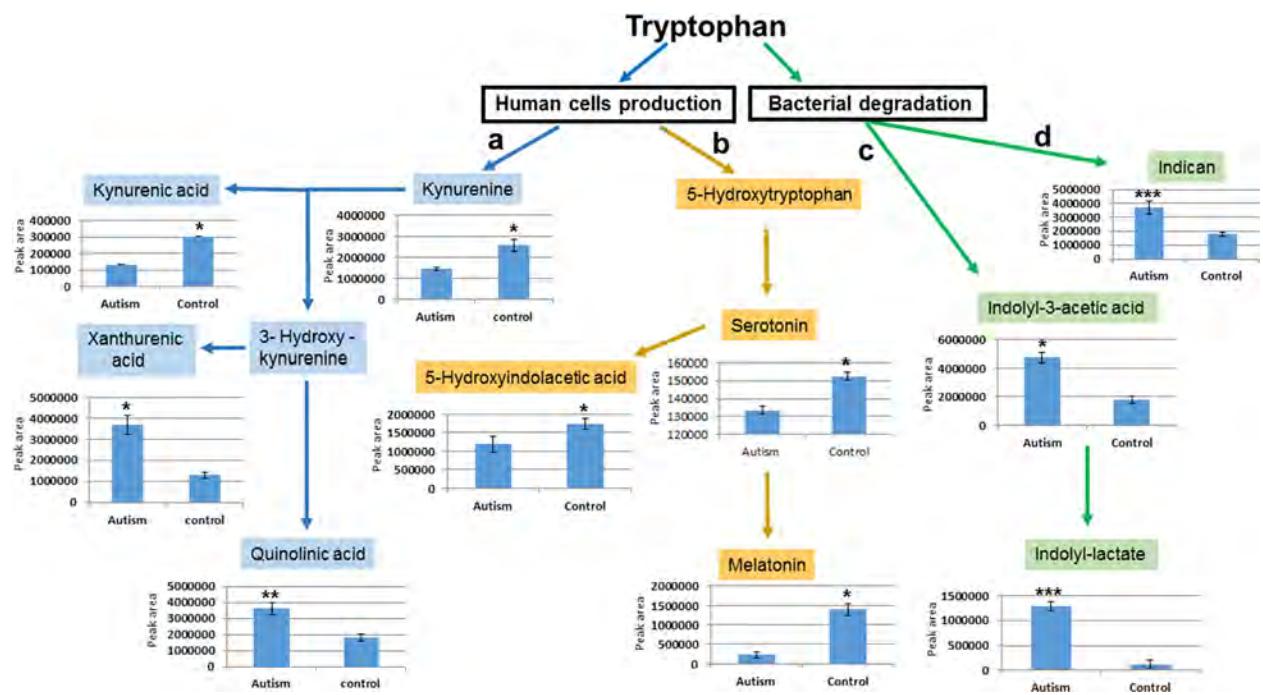 Tryptophan
Human cells production
Bacterial degradation
a
b
c
d
Kynurenic acid
Peak area
400000
300000
200000
100000
0
*
Autism
Control
Kynurenine
Peak area
4000000
3000000
2000000
1000000
0
*
Autism
control
5-Hydroxytryptophan
Indican
Peak area
5000000
4000000
3000000
2000000
1000000
0
***
Autism
Control
Xanthurenic
acid
Peak area
5000000
4000000
3000000
2000000
1000000
0
*
Autism
control
3- Hydroxy -
kynurenine
5-Hydroxyindolacetic acid
Peak area
2000000
1500000
1000000
500000
0
*
Autism
Control
Serotonin
Peak area
160000
150000
140000
130000
120000
*
Autism
Control
Indolyl-3-acetic acid
Peak area
6000000
4000000
2000000
0
*
Autism
Control
Quinolinic acid
Peak area
5000000
4000000
3000000
2000000
1000000
0
**
Autism
control
Melatonin
Peak area
2000000
1500000
1000000
500000
0
*
Autism
Control
Indolyl-lactate
Peak area
1500000
1000000
500000
0
***
Autism
Control